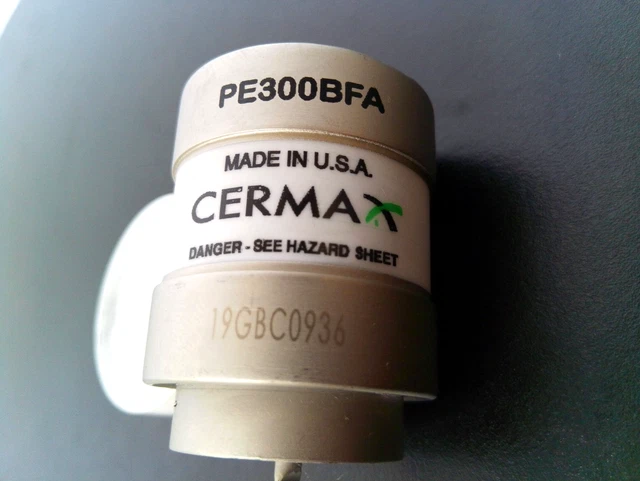 PE300BFA
MADE IN U.S.A.
CERMAX
DANGER - SEE HAZARD SHEET
19GBC0936